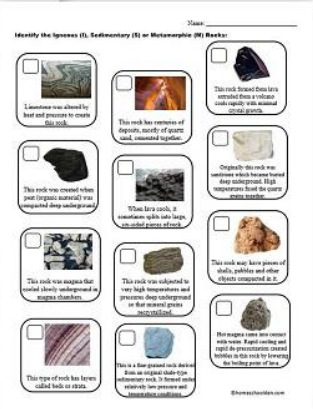 Name:
Identify the Igneous (I), Sedimentary (S) or Metamorphic (M) Rocks:
Limestone was altered by
heat and pressure to create
this rock.
This rock has centuries of
deposits, mostly of quartz
sand, cemented together.
This rock formed from lava
extruded from a volcano
cools rapidly with minimal
crystal growth.
This rock was created when
peat (organic material) was
compacted deep underground.
When lava cools, it
sometimes splits into large,
six-sided pieces of rock.
Originally this rock was
sandstone which became buried
deep underground. High
temperatures fused the quartz
grains together.
This rock was magma that
cooled slowly underground in
magma chambers.
This rock was subjected to
very high temperatures and
pressures deep underground
so that mineral grains
recrystallized.
This rock may have pieces of
shells, pebbles and other
objects compacted in it.
This type of rock has layers
called beds or strata.
This is a fine-grained rock derived
from an original shale-type
sedimentary rock. It formed under
relatively low pressure and
temperature conditions.
Hot magma came into contact
with water. Rapid cooling and
rapid de-pressurization created
bubbles in this rock by lowering
the boiling point of lava.
©homeschoolden.com